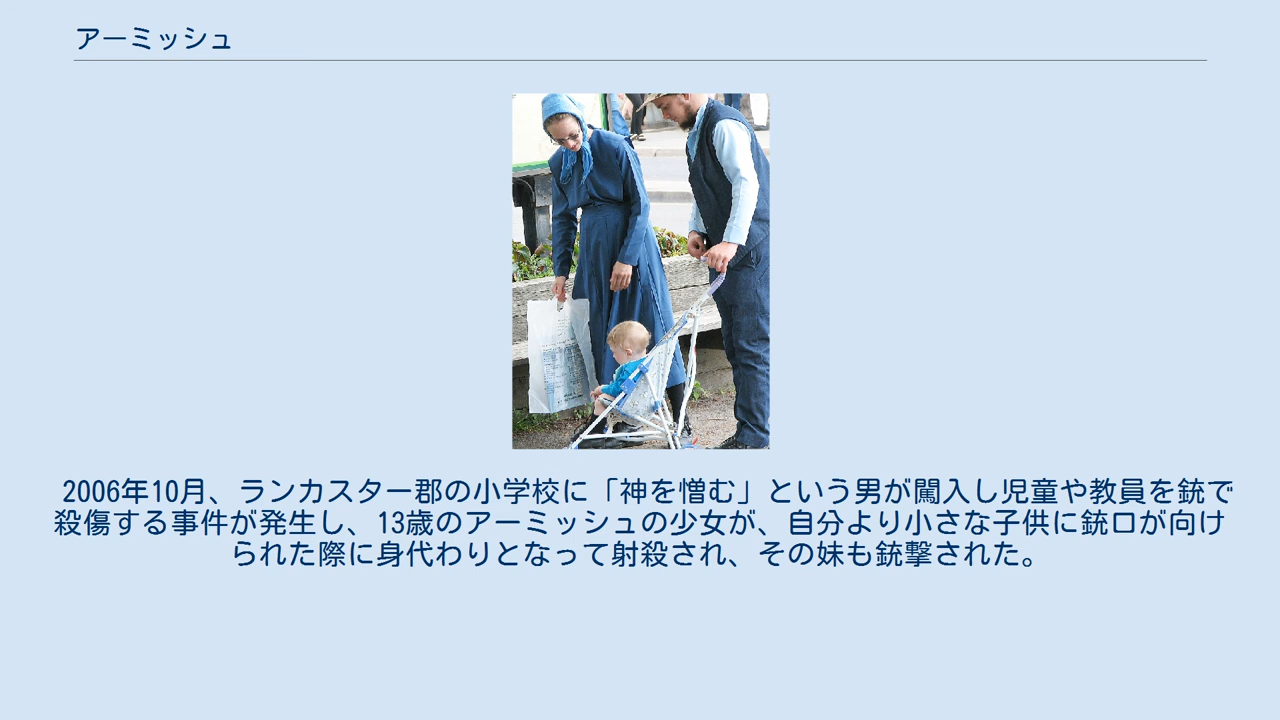 アーミッシュ
2006年10月、ランカスター郡の小学校に「神を憎む」という男が闖入し児童や教員を銃で
殺傷する事件が発生し、13歳のアーミッシュの少女が、自分より小さな子供に銃口が向け
られた際に身代わりとなって射殺され、その妹も銃撃された。